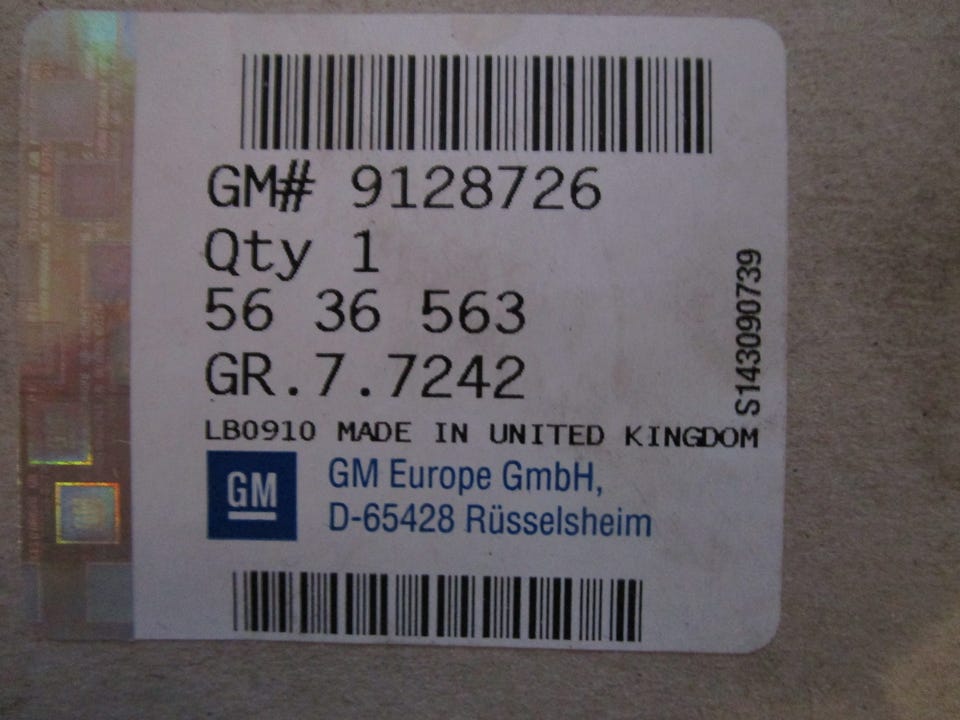 GM# 9128726
Qty 1
56 36 563
GR.7.7242
LB0910 MADE IN UNITED KINGDOM
GM
GM Europe GmbH,
D-65428 Rüsselsheim
S143090739